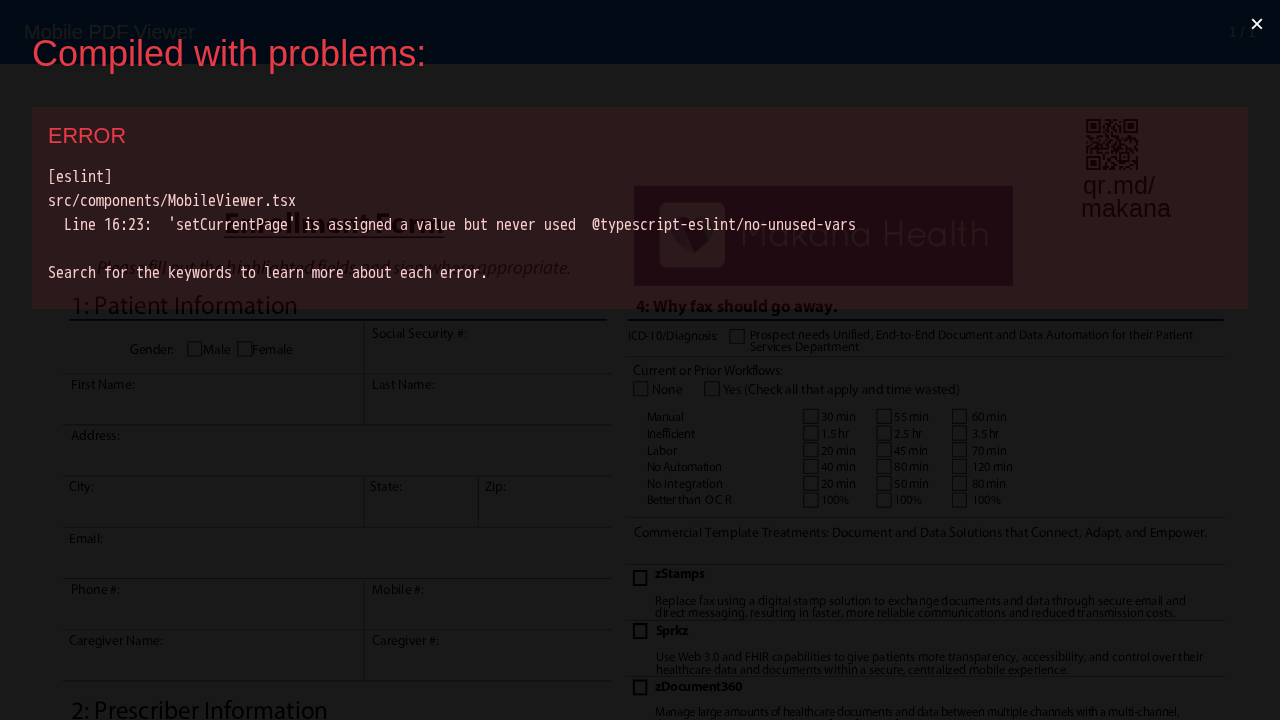 Mobile PDF Viewer
1 / 1
×
Compiled with problems:
ERROR
[eslint]
src/components/MobileViewer.tsx
Line 16:23:  'setCurrentPage' is assigned a value but never used  @typescript-eslint/no-unused-vars
Search for the keywords to learn more about each error.
Enrollment Form
Please fill out the highlighted fields and sign where appropriate.
Makana Health
qr.md/
makana
1: Patient Information
Gender: Male Female
Social Security #:
First Name:
Last Name:
Address:
City:
State:
Zip:
Email:
Phone #:
Mobile #:
Caregiver Name:
Caregiver #:
2: Prescriber Information
4: Why fax should go away.
ICD-10/Diagnosis: Prospect needs Unified, End-to-End Document and Data Automation for their Patient
Services Department
Current or Prior Workflows:
None Yes (Check all that apply and time wasted)
Manual 30 min 55 min 60 min
Inefficient 1.5 hr 2.5 hr 3.5 hr
Labor 20 min 45 min 70 min
No Automation 40 min 80 min 120 min
No Integration 20 min 50 min 80 min
Better than O C R 100% 100% 100%
Commercial Template Treatments: Document and Data Solutions that Connect, Adapt, and Empower.
zStamps
Replace fax using a digital stamp solution to exchange documents and data through secure email and
direct messaging, resulting in faster, more reliable communications and reduced transmission costs.
Sprkz
Use Web 3.0 and FHIR capabilities to give patients more transparency, accessibility, and control over their
healthcare data and documents within a secure, centralized mobile experience.
zDocument360
Manage large amounts of healthcare documents and data between multiple channels with a multi-channel,